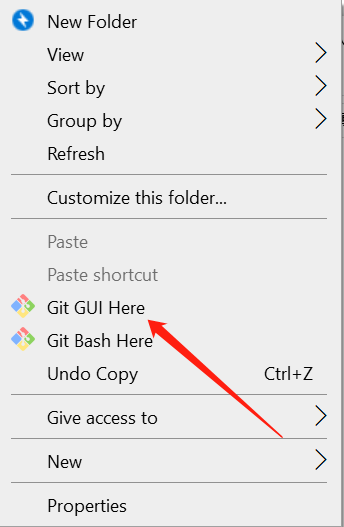 New Folder
View
Sort by
Group by
Refresh
Customize this folder...
Paste
Paste shortcut
Git GUI Here
Git Bash Here
Undo Copy Ctrl+Z
Give access to
New
Properties